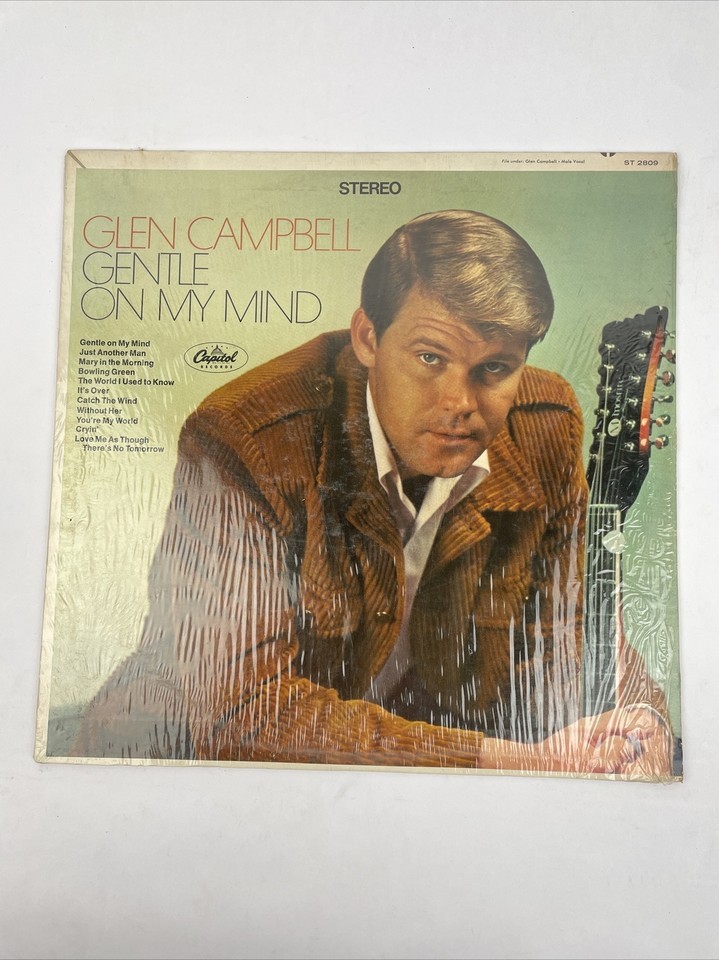 File under: Glen Campbell • Male Vocal
ST 2809
STEREO
GLEN CAMPBELL
GENTLE
ON MY MIND
Gentle on My Mind
Just Another Man
Mary in the Morning
Bowling Green
The World I Used to Know
It's Over
Catch The Wind
Without Her
You're My World
Cryin'
Love Me As Though
There's No Tomorrow
Capitol
RECORDS
Mosrite